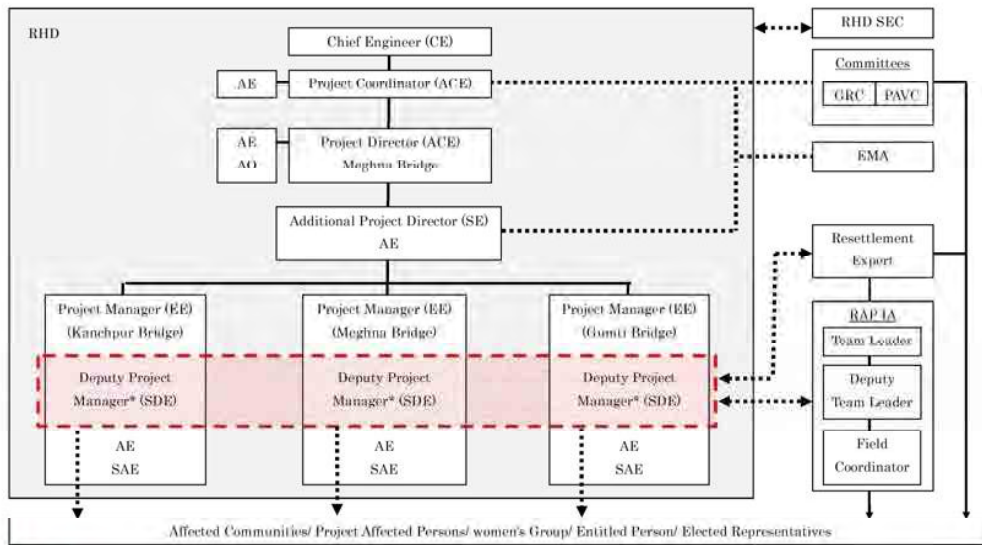 RHD
Chief Engineer (CE)
AE
Project Coordinator (ACE)
AE
AO
Project Director (ACE)
Meghna Bridge
Additional Project Director (SE)
AE
Project Manager (EE)
(Kanchpur Bridge)
Deputy Project
Manager* (SDE)
AE
SAE
Project Manager (EE)
(Meghna Bridge)
Deputy Project
Manager* (SDE)
AE
SAE
Project Manager (EE)
(Gumti Bridge)
Deputy Project
Manager* (SDE)
AE
SAE
RHD SEC
Committees
GRC
PAVC
EMA
Resettlement
Expert
RAP IA
Team Leader
Deputy
Team Leader
Field
Coordinator
Affected Communities/ Project Affected Persons/ women's Group/ Entitled Person/ Elected Representatives